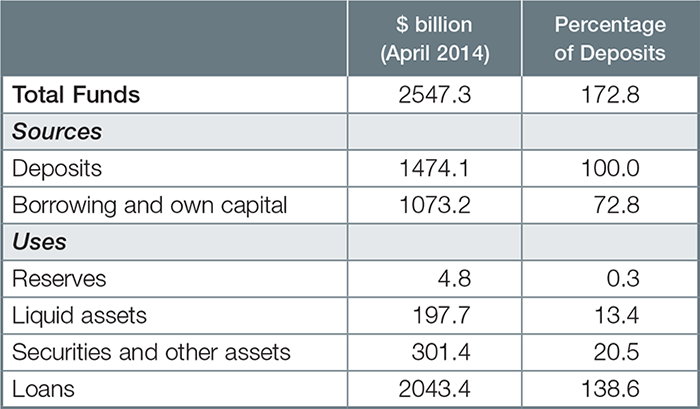 $ billion Percentage
(April 2014) of Deposits
Total Funds 2547.3 172.8
Sources
Deposits 1474.1 100.0
Borrowing and own capital 1073.2 72.8
Uses
Reserves 4.8 0.3
Liquid assets 197.7 13.4
Securities and other assets 301.4 20.5
Loans 2043.4 138.6